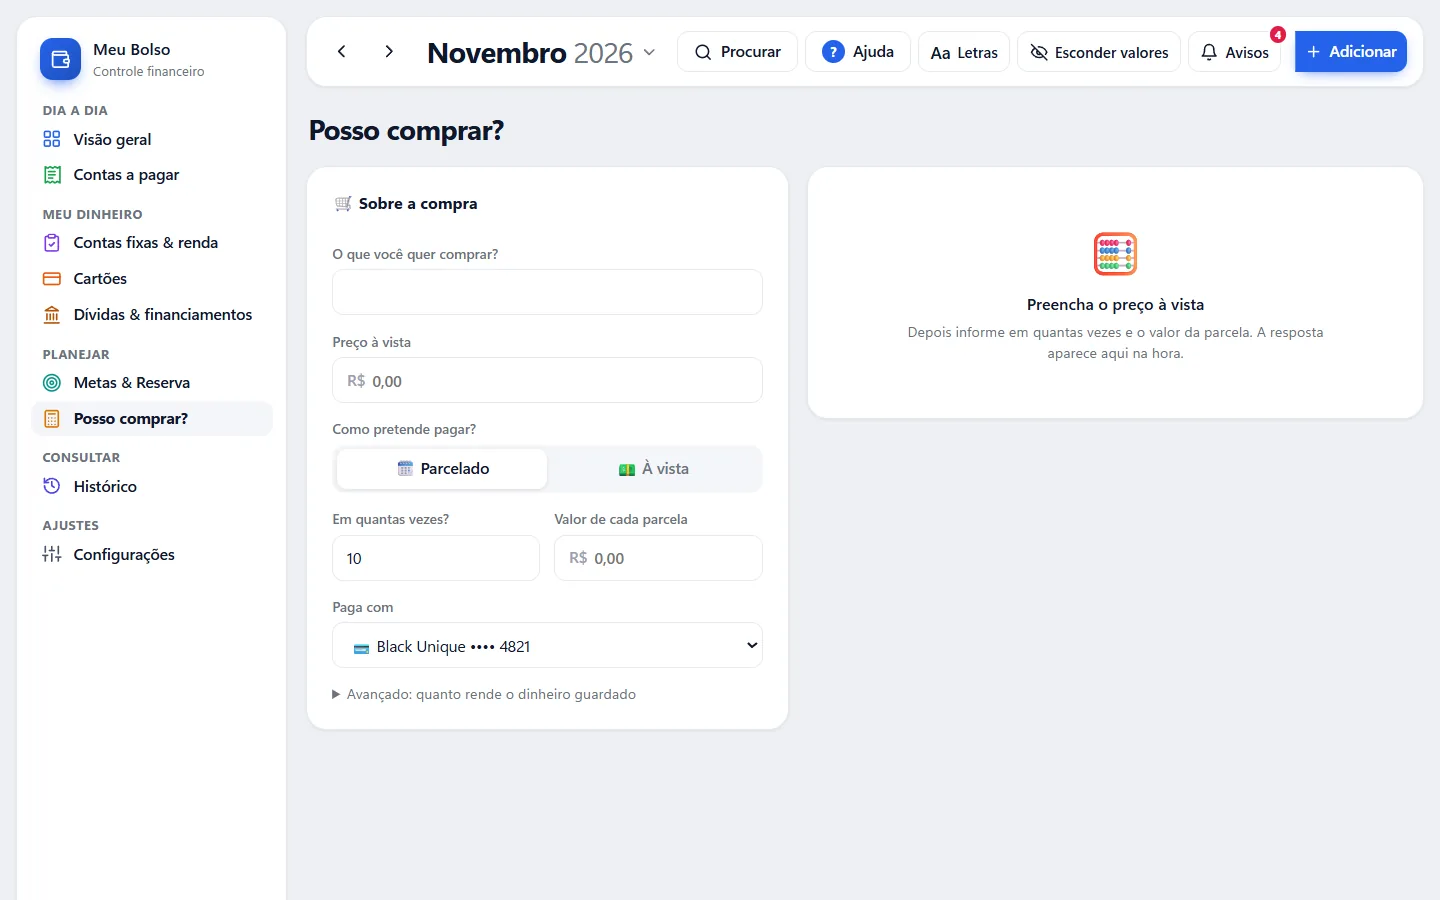 Meu Bolso
Controle financeiro
DIA A DIA
Visão geral
Contas a pagar
MEU DINHEIRO
Contas fixas & renda
Cartões
Dívidas & financiamentos
PLANEJAR
Metas & Reserva
Posso comprar?
CONSULTAR
Histórico
AJUSTES
Configurações
Novembro 2026
Procurar
? Ajuda
Aa Letras
Esconder valores
Avisos 4
+ Adicionar
Posso comprar?
Sobre a compra
O que você quer comprar?
Preço à vista
R$ 0,00
Como pretende pagar?
Parcelado
À vista
Em quantas vezes?
10
Valor de cada parcela
R$ 0,00
Paga com
Black Unique •••• 4821
Avançado: quanto rende o dinheiro guardado
Preencha o preço à vista
Depois informe em quantas vezes e o valor da parcela. A resposta
aparece aqui na hora.